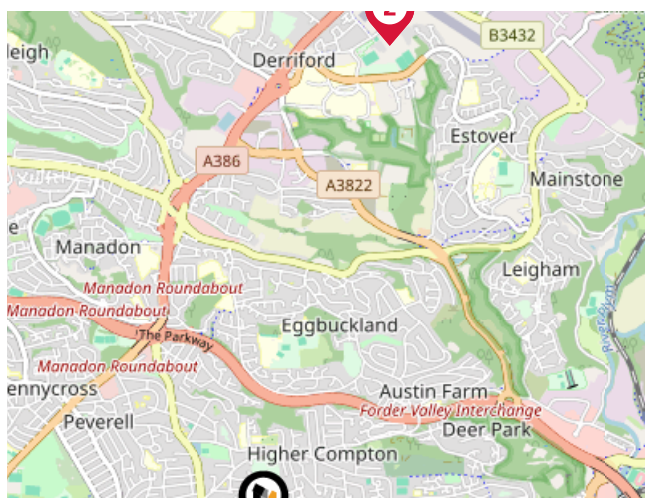 B3432
Derriford
eigh
Estover
A386
Mainstone
A3822
e
Manadon
Leigham
Manadon Roundabout
Manadon Roundabout
Eggbuckland
The Parkway
Manadon Roundabout
ennycross
Austin Farm
Forder Valley Interchange
Peverell
Deer Park
Higher Compton